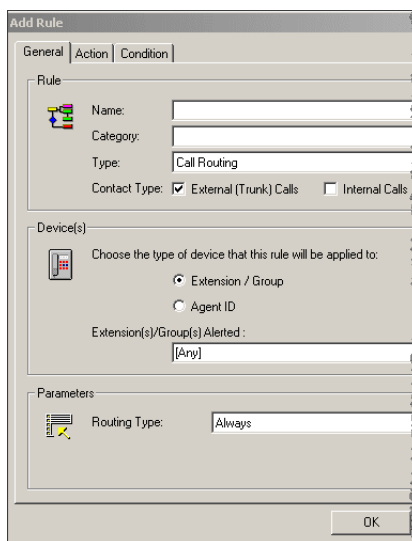 Add Rule
General Action Condition
Rule
Name:
Category:
Type: Call Routing
Contact Type: External (Trunk) Calls Internal Calls
Device(s)
Choose the type of device that this rule will be applied to:
Extension / Group
Agent ID
Extension(s)/Group(s) Alerted :
[Any]
Parameters
Routing Type: Always
OK